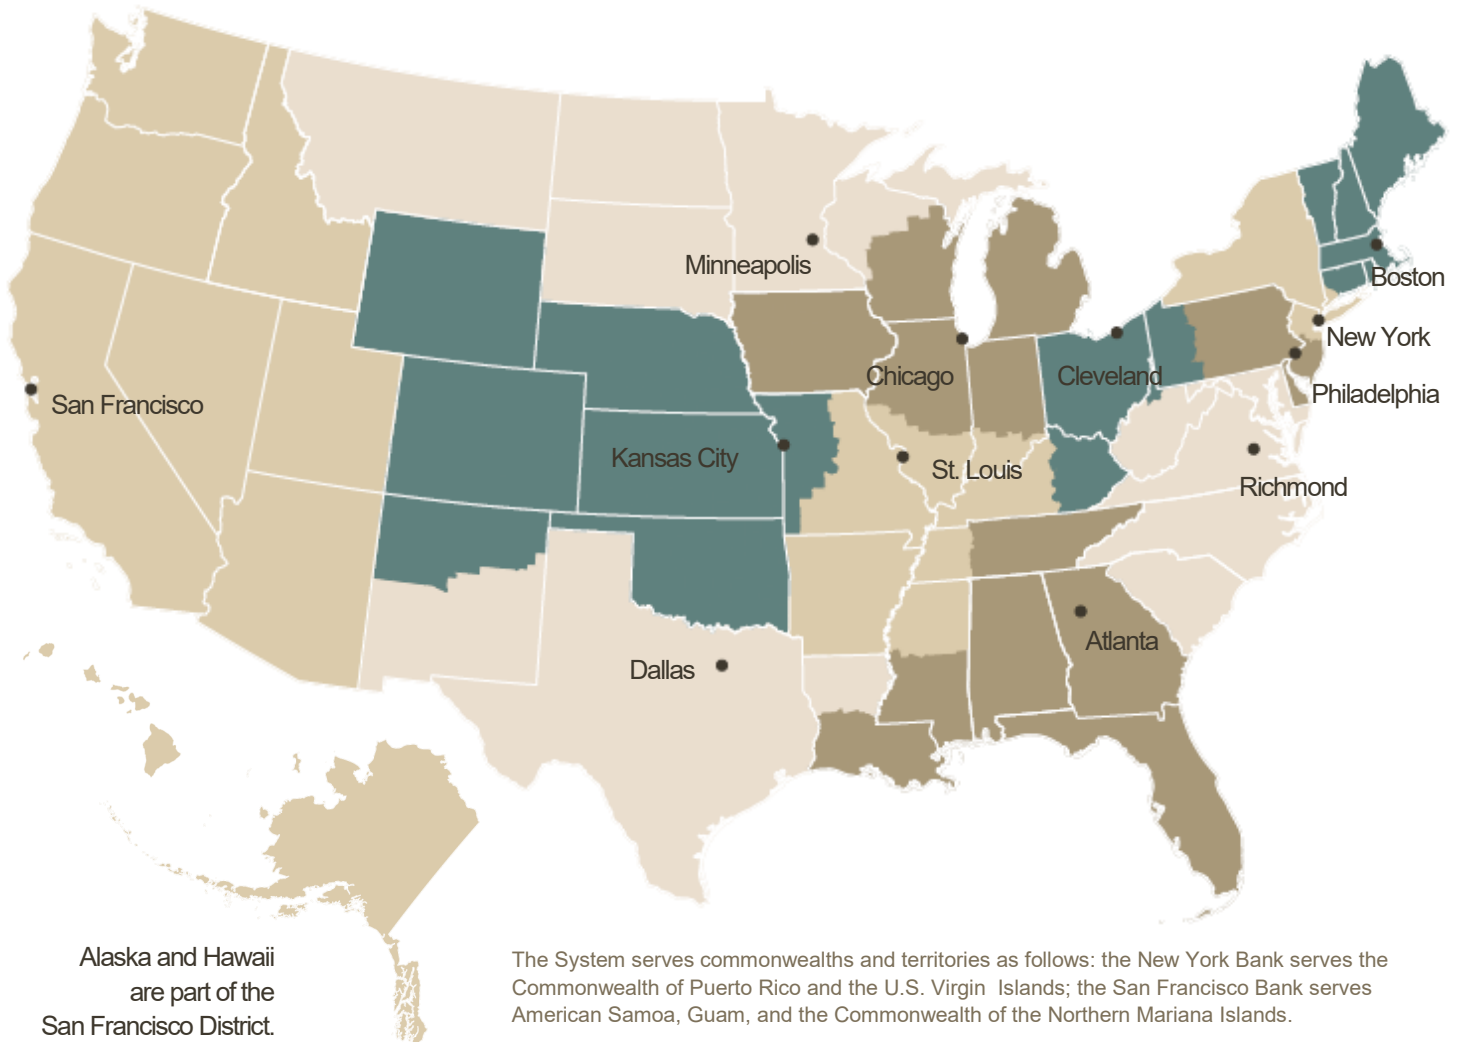 Minneapolis
Boston
New York
Chicago
Cleveland
Philadelphia
San Francisco
Kansas City
St. Louis
Richmond
Atlanta
Dallas
Alaska and Hawaii
are part of the
San Francisco District.
The System serves commonwealths and territories as follows: the New York Bank serves the
Commonwealth of Puerto Rico and the U.S. Virgin Islands; the San Francisco Bank serves
American Samoa, Guam, and the Commonwealth of the Northern Mariana Islands.